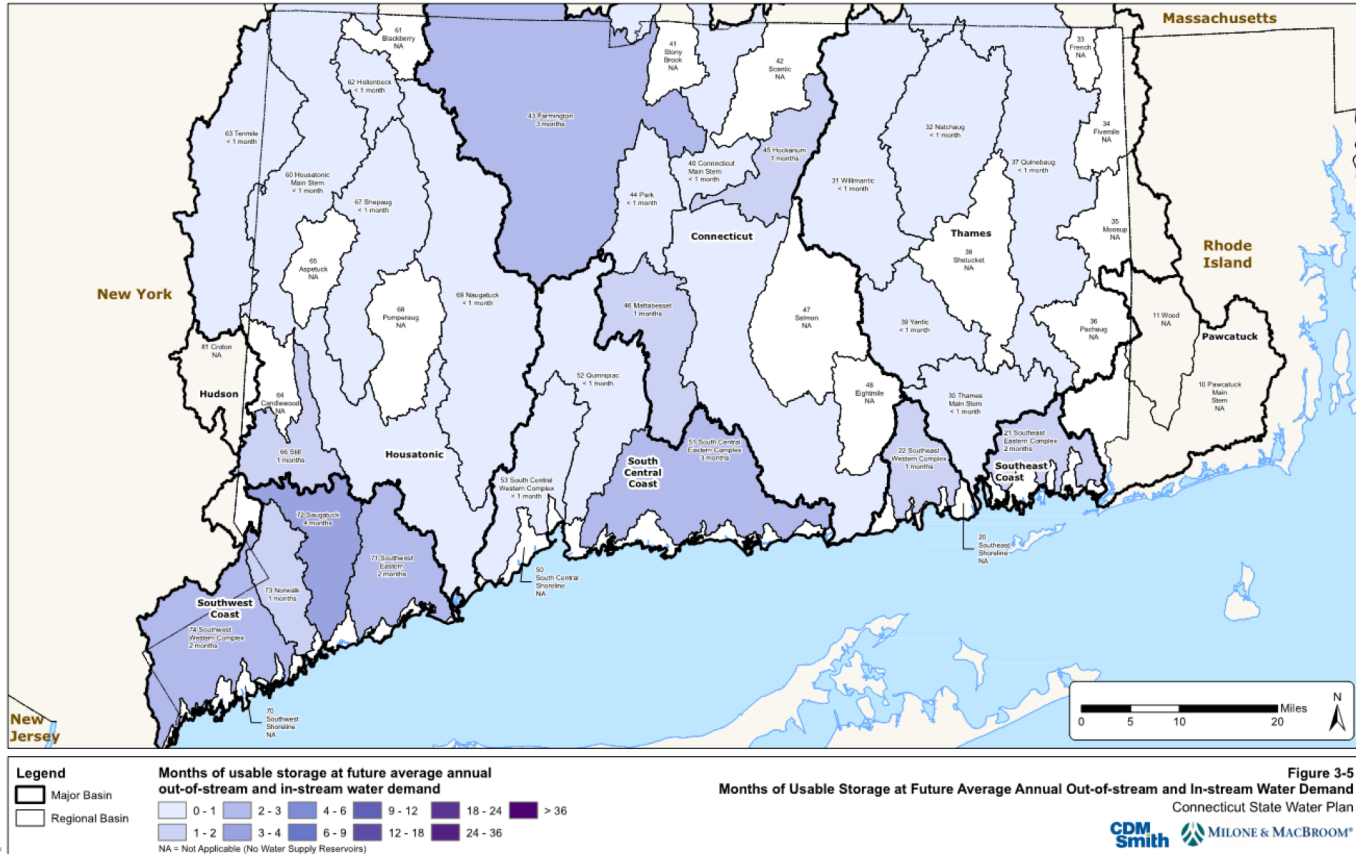 Massachusetts
61
Blackberry
NA
41
Stony
Brook
NA
42
Scantic
NA
33
French
NA
62 Hollenbeck
< 1 month
43 Farmington
3 months
63 Tenmile
< 1 month
32 Natchaug
< 1 month
34
Fivemile
NA
45 Hockanum
1 months
40 Connecticut
Main Stem
< 1 month
37 Quinebaug
< 1 month
60 Housatonic
Main Stem
< 1 month
31 Willimantic
< 1 month
44 Park
< 1 month
67 Shepaug
< 1 month
35
Moosup
NA
Connecticut
Thames
38
Shetucket
NA
Rhode
Island
65
Aspetuck
NA
New York
69 Naugatuck
< 1 month
68
Pomperaug
NA
46 Mattabesset
1 months
47
Salmon
NA
39 Yantic
< 1 month
36
Pachaug
NA
11 Wood
NA
Pawcatuck
81 Croton
NA
Hudson
52 Quinnipiac
< 1 month
10 Pawcatuck
Main
Stem
NA
64
Candlewood
NA
48
Eightmile
NA
30 Thames
Main Stem
< 1 month
66 Still
1 months
Housatonic
51 South Central
Eastern Complex
3 months
21 Southeast
Eastern Complex
2 months
22 Southeast
Western Complex
1 months
South
Central
Coast
Southeast
Coast
53 South Central
Western Complex
< 1 month
72 Saugatuck
4 months
20
Southeast
Shoreline
NA
71 Southwest
Eastern
2 months
50
South Central
Shoreline
NA
73 Norwalk
1 months
Southwest
Coast
74 Southwest
Western Complex
2 months
70
Southwest
Shoreline
NA
New
Jersey
N
Miles
0 5 10 20
Legend
Major Basin
Regional Basin
Months of usable storage at future average annual
out-of-stream and in-stream water demand
0 - 1 2 - 3 4 - 6 9 - 12 18 - 24 > 36
1 - 2 3 - 4 6 - 9 12 - 18 24 - 36
NA = Not Applicable (No Water Supply Reservoirs)
Figure 3-5
Months of Usable Storage at Future Average Annual Out-of-stream and In-stream Water Demand
Connecticut State Water Plan
CDM
Smith
MILONE & MACBROOM®